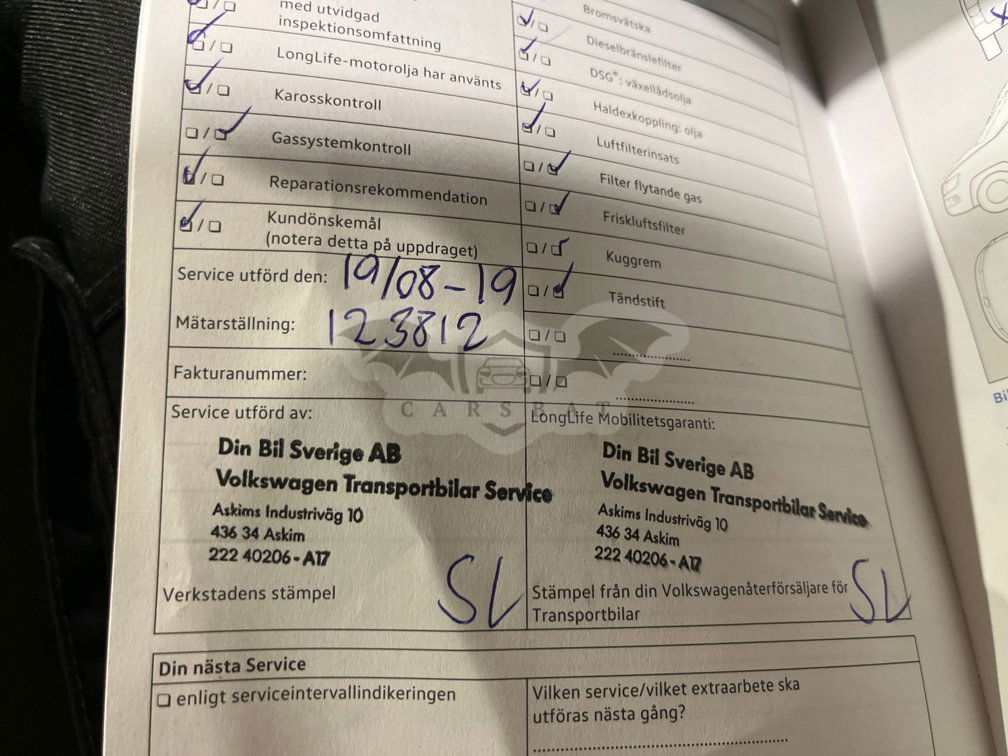 med utvidgad
inspektionsomfattning
LongLife-motorolja har använts
Karosskontroll
Gassystemkontroll
Reparationsrekommendation
Kundönskemål
(notera detta på uppdraget)
Service utförd den: 19/08-19
Mätarställning: 123812
Fakturanummer:
Bromsvätska
Dieselbränslefilter
DSG®: växellådsolja
Haldexkoppling: olja
Luftfilterinsats
Filter flytande gas
Friskluftsfilter
Kuggrem
Tändstift
CARSBAT
Service utförd av:
Din Bil Sverige AB
Volkswagen Transportbilar Service
Askims Industriväg 10
436 34 Askim
222 40206 - A17
Verkstadens stämpel
SL
LongLife Mobilitetsgaranti:
Din Bil Sverige AB
Volkswagen Transportbilar Service
Askims Industriväg 10
436 34 Askim
222 40206 - A17
Stämpel från din Volkswagenåterförsäljare för
Transportbilar
SL
Din nästa Service
enligt serviceintervallindikeringen
Vilken service/vilket extraarbete ska
utföras nästa gång?